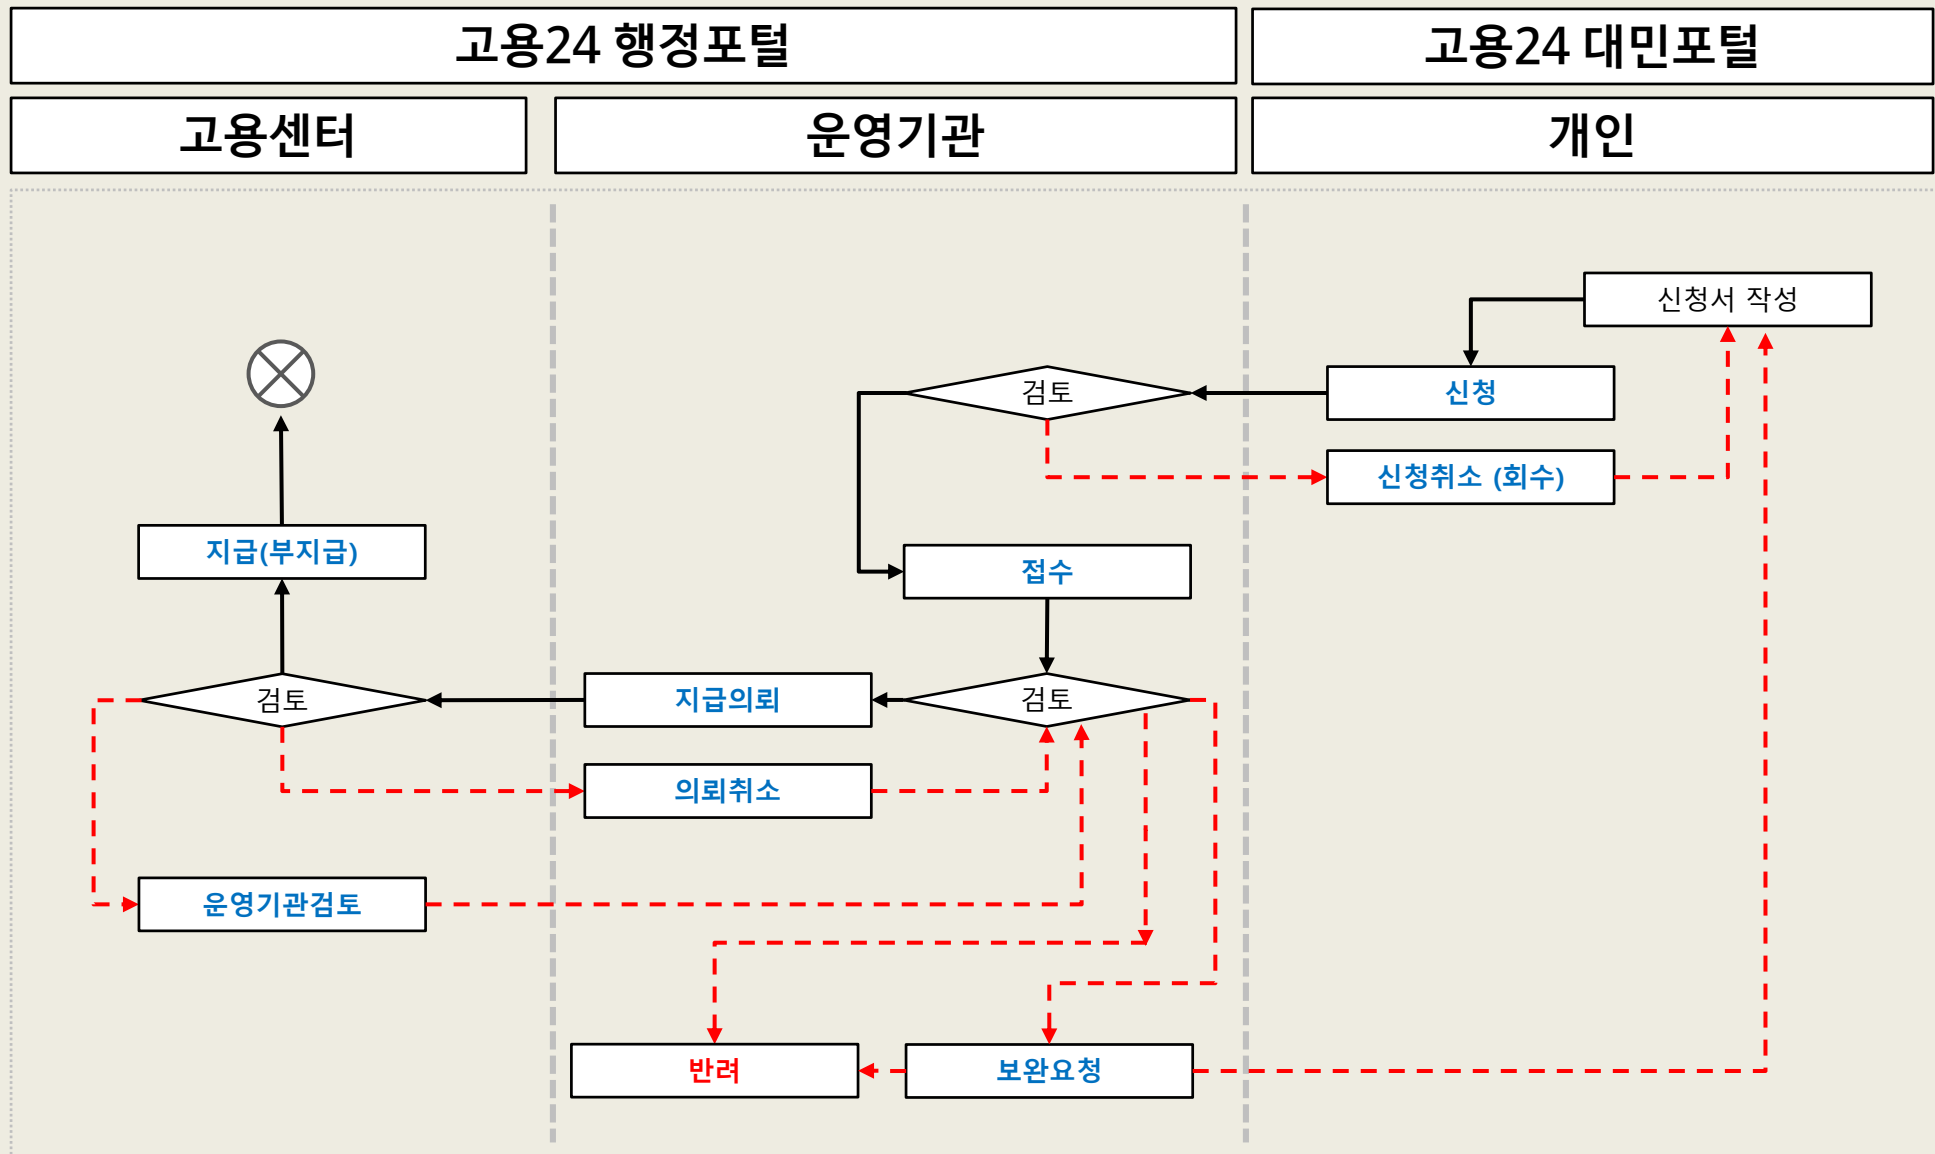 고용24 행정포털
고용24 대민포털
고용센터
운영기관
개인
신청서 작성
검토
신청
신청취소 (회수)
지급(부지급)
접수
검토
지급의뢰
검토
의뢰취소
운영기관검토
반려
보완요청